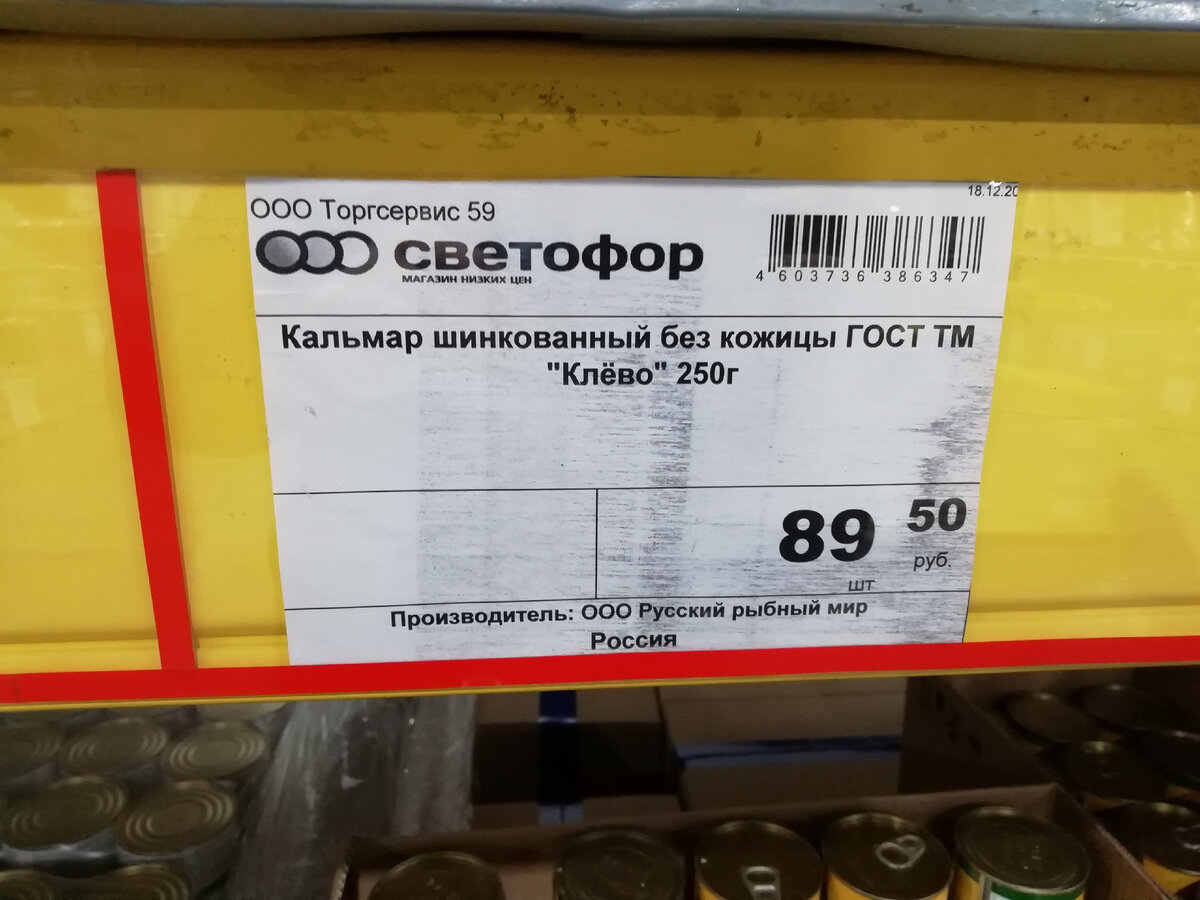 18.12.20
ООО Торгсервис 59
светофор
МАГАЗИН НИЗКИХ ЦЕН
4 603736 386347
Кальмар шинкованный без кожицы ГОСТ ТМ
"Клёво" 250г
89 50
руб.
шт
Производитель: ООО Русский рыбный мир
Россия